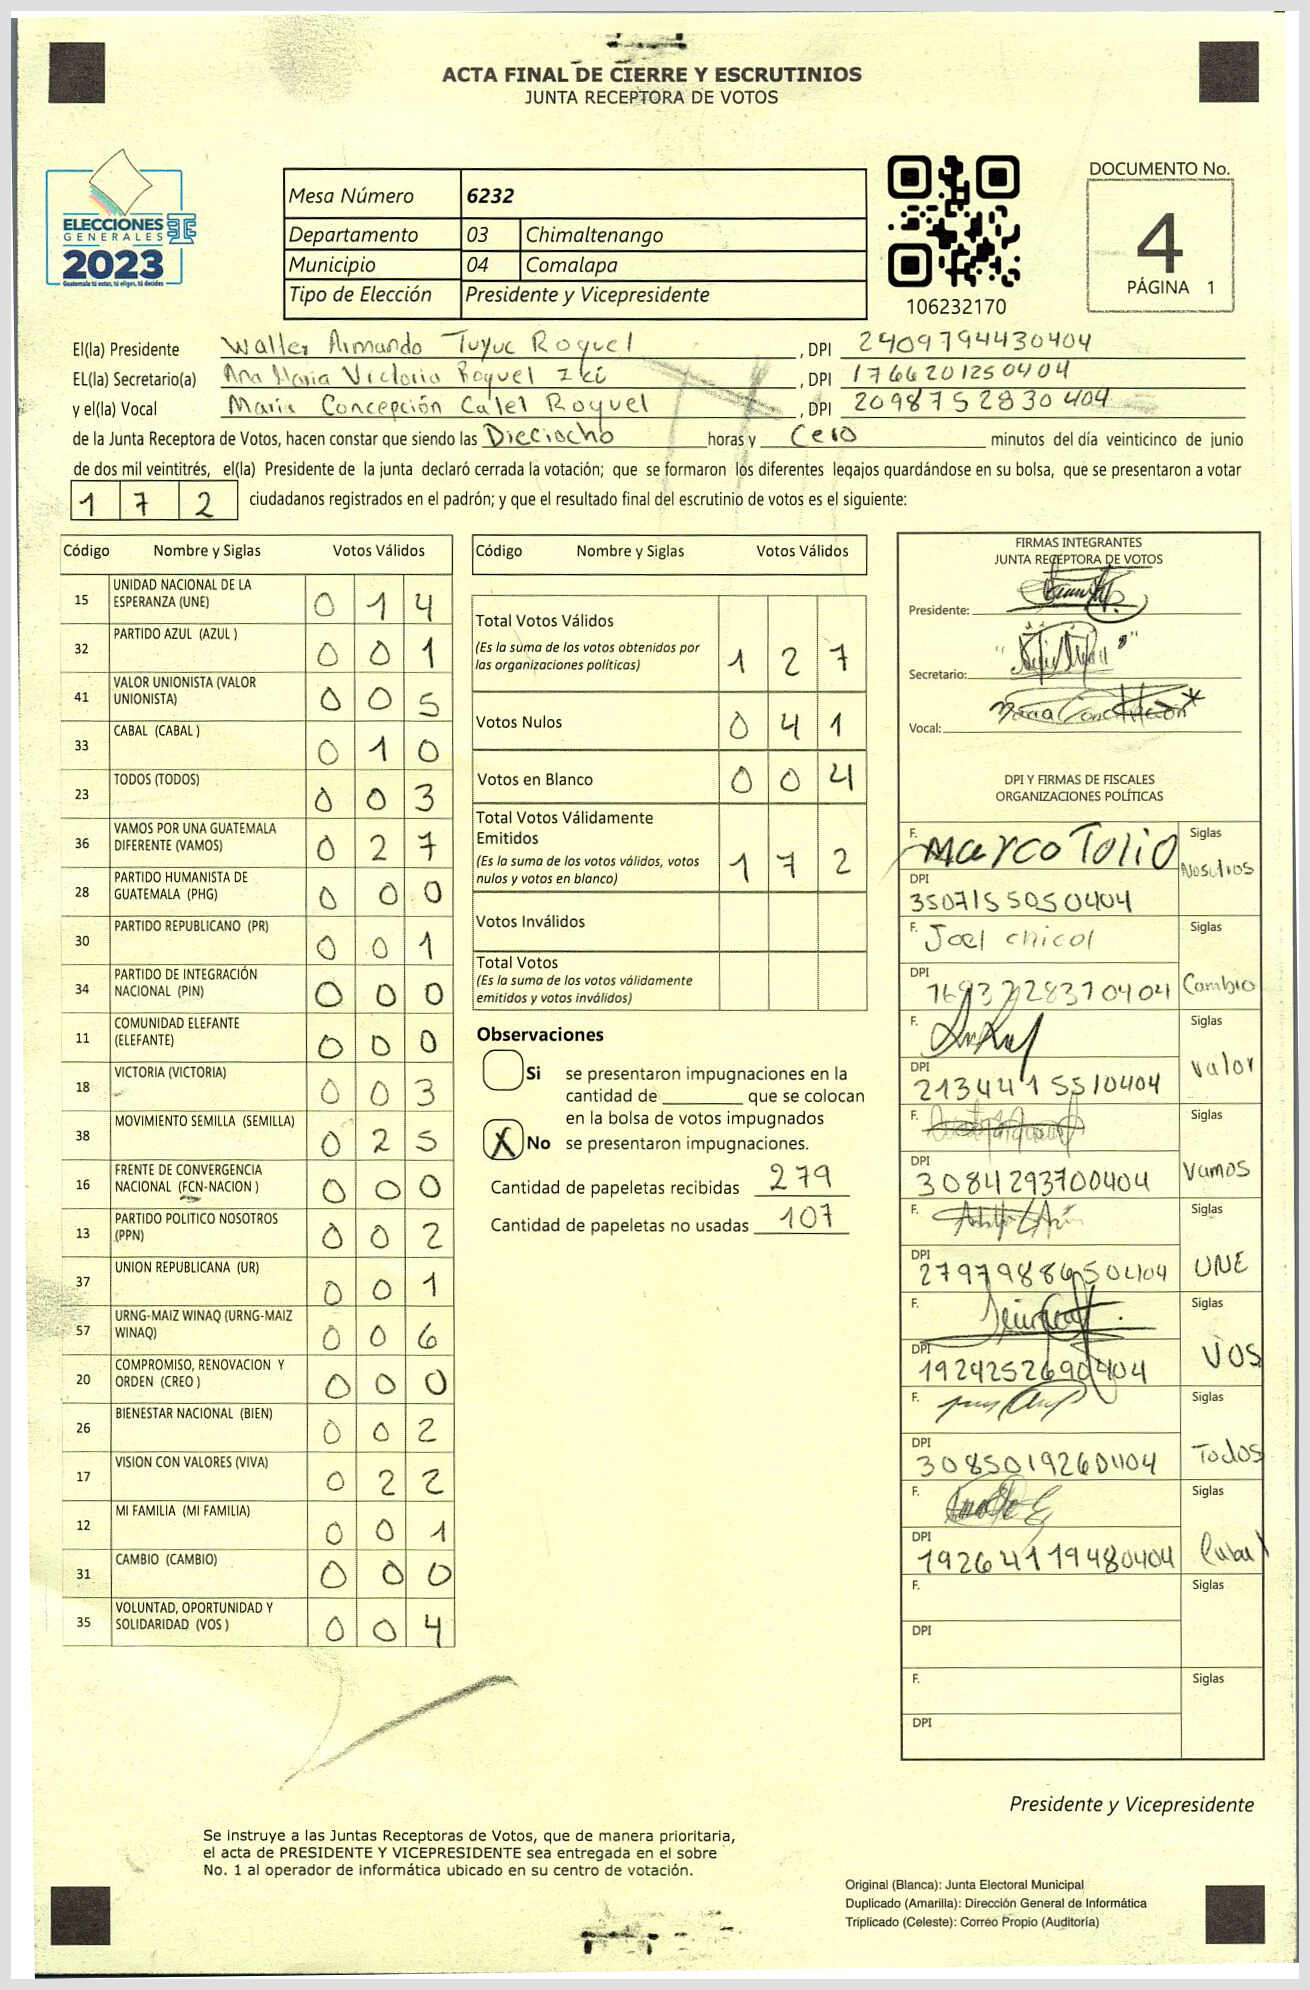 ACTA FINAL DE CIERRE Y ESCRUTINIOS
JUNTA RECEPTORA DE VOTOS
ELECCIONES
GENERALES
2023
Guatemala tú votas, tú eliges, tú decides
Mesa Número 6232
Departamento 03 Chimaltenango
Municipio 04 Comalapa
Tipo de Elección Presidente y Vicepresidente
106232170
DOCUMENTO No.
4
PÁGINA 1
El(la) Presidente Walter Armando Tuyuc Roquel , DPI 2409794430404
EL(la) Secretario(a) Ana Maria Victoria Roquel , DPI 1766201250404
y el(la) Vocal Maria Concepción Calel Roquel , DPI 2098752830404
de la Junta Receptora de Votos, hacen constar que siendo las Dieciocho horas y Cero minutos del día veinticinco de junio
de dos mil veintitrés, el(la) Presidente de la junta declaró cerrada la votación; que se formaron los diferentes legajos quardándose en su bolsa, que se presentaron a votar
1 7 2 ciudadanos registrados en el padrón; y que el resultado final del escrutinio de votos es el siguiente:
Código Nombre y Siglas Votos Válidos
15 UNIDAD NACIONAL DE LA ESPERANZA (UNE) 0 1 4
32 PARTIDO AZUL (AZUL ) 0 0 1
41 VALOR UNIONISTA (VALOR UNIONISTA) 0 0 5
33 CABAL (CABAL ) 0 1 0
23 TODOS (TODOS) 0 0 3
36 VAMOS POR UNA GUATEMALA DIFERENTE (VAMOS) 0 2 7
28 PARTIDO HUMANISTA DE GUATEMALA (PHG) 0 0 0
30 PARTIDO REPUBLICANO (PR) 0 0 1
34 PARTIDO DE INTEGRACIÓN NACIONAL (PIN) 0 0 0
11 COMUNIDAD ELEFANTE (ELEFANTE) 0 0 0
18 VICTORIA (VICTORIA) 0 0 3
38 MOVIMIENTO SEMILLA (SEMILLA) 0 2 5
16 FRENTE DE CONVERGENCIA NACIONAL (FCN-NACION ) 0 0 0
13 PARTIDO POLITICO NOSOTROS (PPN) 0 0 2
37 UNION REPUBLICANA (UR) 0 0 1
57 URNG-MAIZ WINAQ (URNG-MAIZ WINAQ) 0 0 6
20 COMPROMISO, RENOVACION Y ORDEN (CREO ) 0 0 0
26 BIENESTAR NACIONAL (BIEN) 0 0 2
17 VISION CON VALORES (VIVA) 0 2 2
12 MI FAMILIA (MI FAMILIA) 0 0 1
31 CAMBIO (CAMBIO) 0 0 0
35 VOLUNTAD, OPORTUNIDAD Y SOLIDARIDAD (VOS ) 0 0 4
Código Nombre y Siglas Votos Válidos
Total Votos Válidos
(Es la suma de los votos obtenidos por
las organizaciones políticas) 1 2 7
Votos Nulos 0 4 1
Votos en Blanco 0 0 4
Total Votos Válidamente
Emitidos
(Es la suma de los votos válidos, votos
nulos y votos en blanco) 1 7 2
Votos Inválidos
Total Votos
(Es la suma de los votos válidamente
emitidos y votos inválidos)
Observaciones
Si se presentaron impugnaciones en la
cantidad de ________ que se colocan
en la bolsa de votos impugnados
X No se presentaron impugnaciones.
Cantidad de papeletas recibidas 279
Cantidad de papeletas no usadas 107
FIRMAS INTEGRANTES
JUNTA RECEPTORA DE VOTOS
Presidente:
Secretario:
Vocal:
DPI Y FIRMAS DE FISCALES
ORGANIZACIONES POLÍTICAS
F. Marco Tulio Siglas
Nosotros
DPI
3507155050404
F. Joel chicol Siglas
DPI
Cambio
F. Siglas
Valor
DPI
2134415510404
F. Siglas
Vamos
DPI
3084293700404
F. Siglas
UNE
DPI
F. Siglas
VOS
DPI
1924252690404
F. Siglas
Todos
DPI
3085019260404
F. Siglas
Cabal
DPI
19264119480404
F. Siglas
DPI
F. Siglas
DPI
Presidente y Vicepresidente
Se instruye a las Juntas Receptoras de Votos, que de manera prioritaria,
el acta de PRESIDENTE Y VICEPRESIDENTE sea entregada en el sobre
No. 1 al operador de informática ubicado en su centro de votación.
Original (Blanca): Junta Electoral Municipal
Duplicado (Amarilla): Dirección General de Informática
Triplicado (Celeste): Correo Propio (Auditoría)